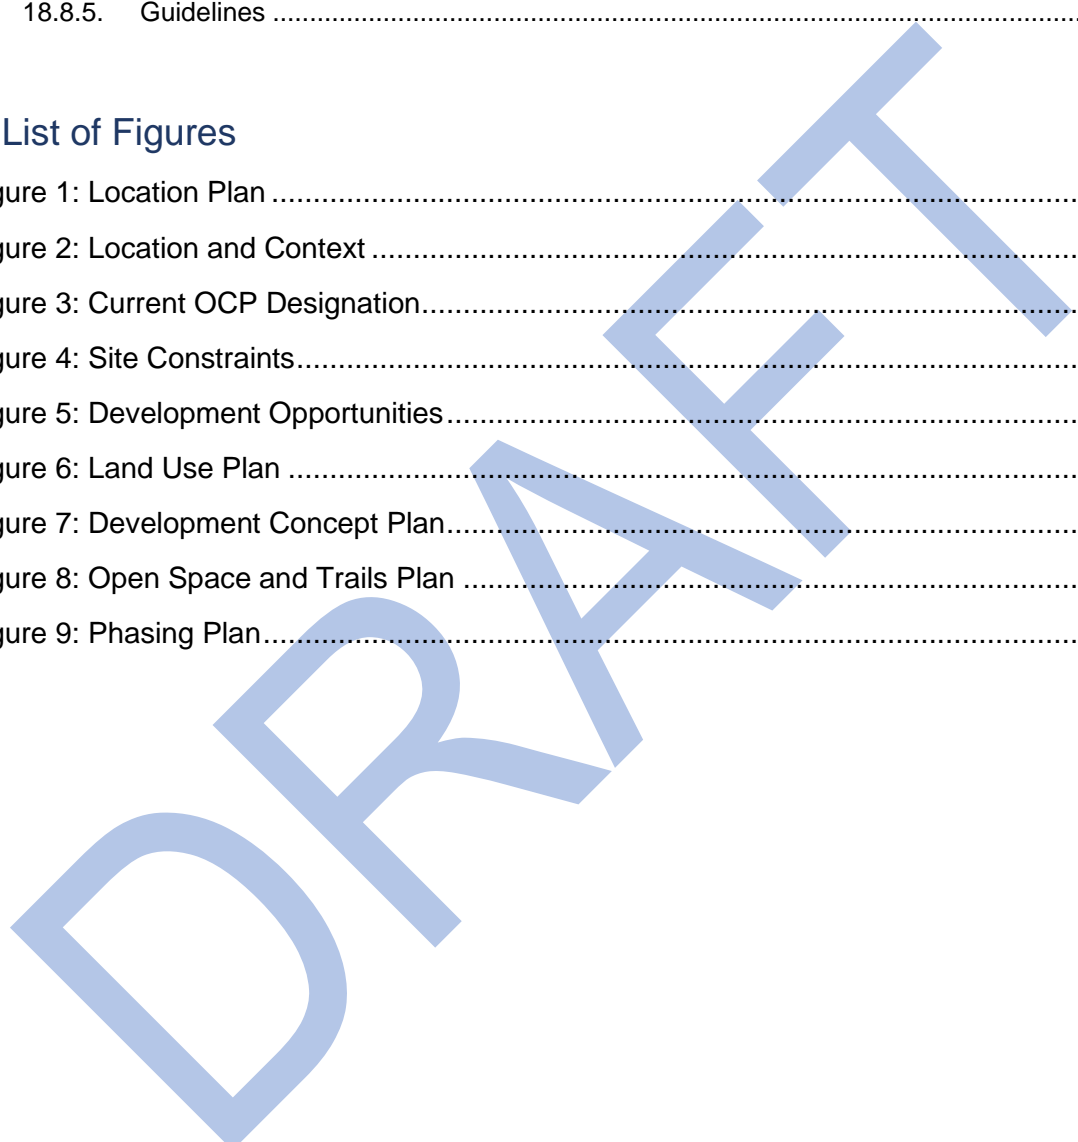 18.8.5. Guidelines ................................................................
List of Figures
gure 1: Location Plan ................................................................
gure 2: Location and Context ................................................................
gure 3: Current OCP Designation................................................................
gure 4: Site Constraints................................................................
gure 5: Development Opportunities................................................................
gure 6: Land Use Plan ................................................................
gure 7: Development Concept Plan................................................................
gure 8: Open Space and Trails Plan ................................................................
gure 9: Phasing Plan................................................................
DRAFT